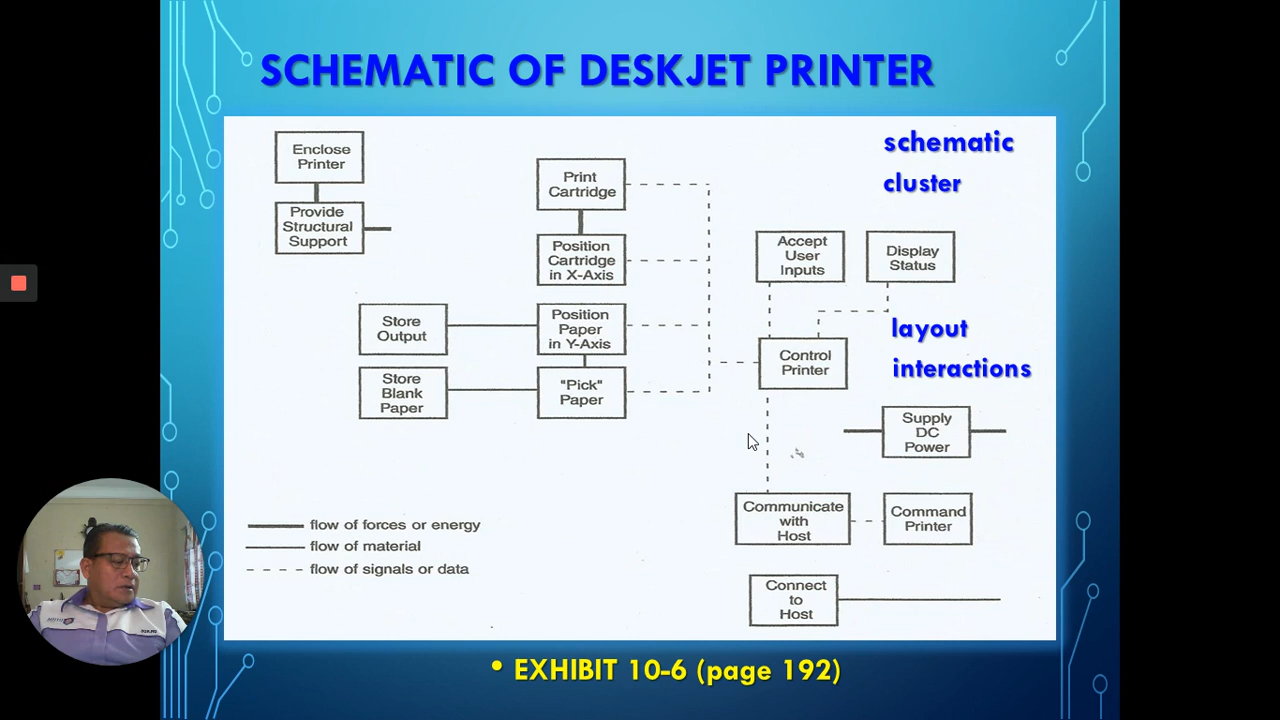 SCHEMATIC OF DESKJET PRINTER
schematic
cluster
Enclose
Printer
Provide
Structural
Support
Print
Cartridge
Position
Cartridge
in X-Axis
Accept
User
Inputs
Display
Status
Store
Output
Position
Paper
in Y-Axis
layout
interactions
Control
Printer
Store
Blank
Paper
"Pick"
Paper
Supply
DC
Power
Communicate
with
Host
Command
Printer
flow of forces or energy
flow of material
flow of signals or data
Connect
to
Host
• EXHIBIT 10-6 (page 192)